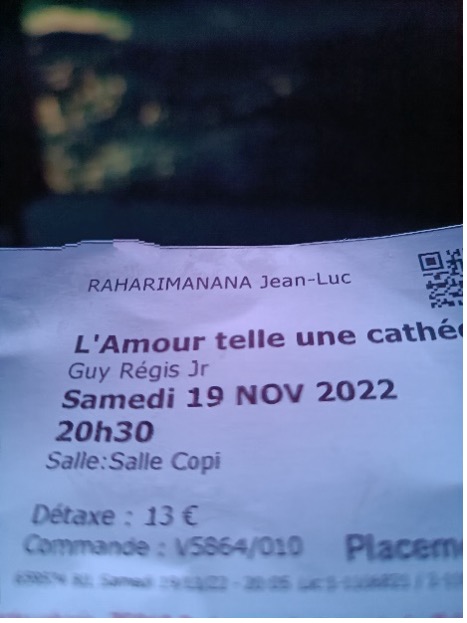 RAHARIMANANA Jean-Luc
L'Amour telle une cathé
Guy Régis Jr
Samedi 19 NOV 2022
20h30
Salle:Salle Copi
Détaxe : 13 €
Commande : V5864/010 Placem